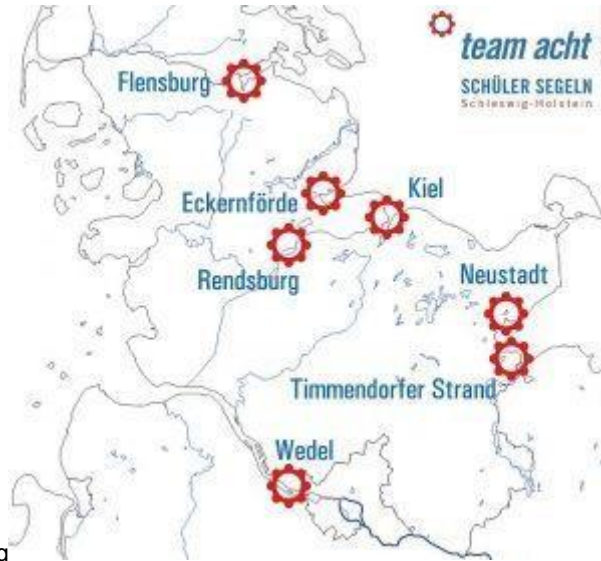 team acht
SCHÜLER SEGELN
Schleswig-Holstein
Flensburg
Eckernförde
Kiel
Rendsburg
Neustadt
Timmendorfer Strand
Wedel
g